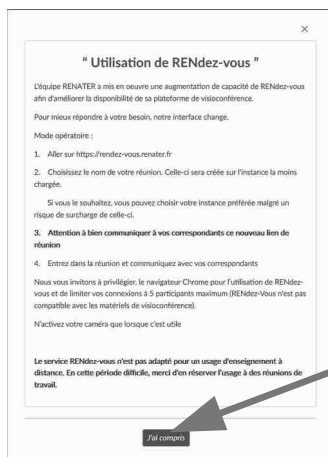 ×
“ Utilisation de RENdez-vous ”
L'équipe RENATER a mis en oeuvre une augmentation de capacité de RENdez-vous
afin d'améliorer la disponibilité de sa plateforme de visioconférence.
Pour mieux répondre à votre besoin, notre interface change.
Mode opératoire :
1. Aller sur https://rendez-vous.renater.fr
2. Choisissez le nom de votre réunion. Celle-ci sera créée sur l'instance la moins
chargée.
Si vous le souhaitez, vous pouvez choisir votre instance préférée malgré un
risque de surcharge de celle-ci.
3. Attention à bien communiquer à vos correspondants ce nouveau lien de
réunion
4. Entrez dans la réunion et communiquez avec vos correspondants
Nous vous invitons à privilégier, le navigateur Chrome pour l'utilisation de RENdez-
vous et de limiter vos connexions à 5 participants maximum (RENdez-Vous n'est pas
compatible avec les matériels de visioconférence).
N'activez votre caméra que lorsque c'est utile
Le service RENdez-vous n'est pas adapté pour un usage d'enseignement à
distance. En cette période difficile, merci d'en réserver l'usage à des réunions de
travail.
J'ai compris